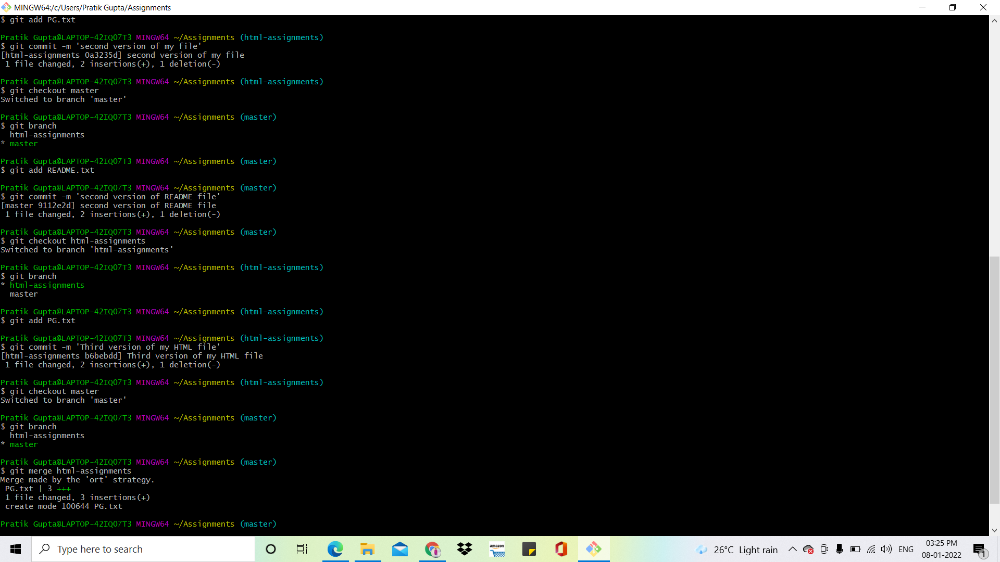 MINGW64:/c/Users/Pratik Gupta/Assignments
$ git add PG.txt
Pratik Gupta@LAPTOP-42IQ07T3 MINGW64 ~/Assignments (html-assignments)
$ git commit -m 'second version of my file'
[html-assignments 0a3235d] second version of my file
1 file changed, 2 insertions(+), 1 deletion(-)
Pratik Gupta@LAPTOP-42IQ07T3 MINGW64 ~/Assignments (html-assignments)
$ git checkout master
Switched to branch 'master'
Pratik Gupta@LAPTOP-42IQ07T3 MINGW64 ~/Assignments (master)
$ git branch
html-assignments
* master
Pratik Gupta@LAPTOP-42IQ07T3 MINGW64 ~/Assignments (master)
$ git add README.txt
Pratik Gupta@LAPTOP-42IQ07T3 MINGW64 ~/Assignments (master)
$ git commit -m 'second version of README file'
[master 9112e2d] second version of README file
1 file changed, 2 insertions(+), 1 deletion(-)
Pratik Gupta@LAPTOP-42IQ07T3 MINGW64 ~/Assignments (master)
$ git checkout html-assignments
Switched to branch 'html-assignments'
Pratik Gupta@LAPTOP-42IQ07T3 MINGW64 ~/Assignments (html-assignments)
$ git branch
* html-assignments
master
Pratik Gupta@LAPTOP-42IQ07T3 MINGW64 ~/Assignments (html-assignments)
$ git add PG.txt
Pratik Gupta@LAPTOP-42IQ07T3 MINGW64 ~/Assignments (html-assignments)
$ git commit -m 'Third version of my HTML file'
[html-assignments b6bebdd] Third version of my HTML file
1 file changed, 2 insertions(+), 1 deletion(-)
Pratik Gupta@LAPTOP-42IQ07T3 MINGW64 ~/Assignments (html-assignments)
$ git checkout master
Switched to branch 'master'
Pratik Gupta@LAPTOP-42IQ07T3 MINGW64 ~/Assignments (master)
$ git branch
html-assignments
* master
Pratik Gupta@LAPTOP-42IQ07T3 MINGW64 ~/Assignments (master)
$ git merge html-assignments
Merge made by the 'ort' strategy.
PG.txt | 3 +++
1 file changed, 3 insertions(+)
create mode 100644 PG.txt
Pratik Gupta@LAPTOP-42IQ07T3 MINGW64 ~/Assignments (master)
Type here to search
amazon
26°C Light rain
ENG
03:25 PM
08-01-2022
1